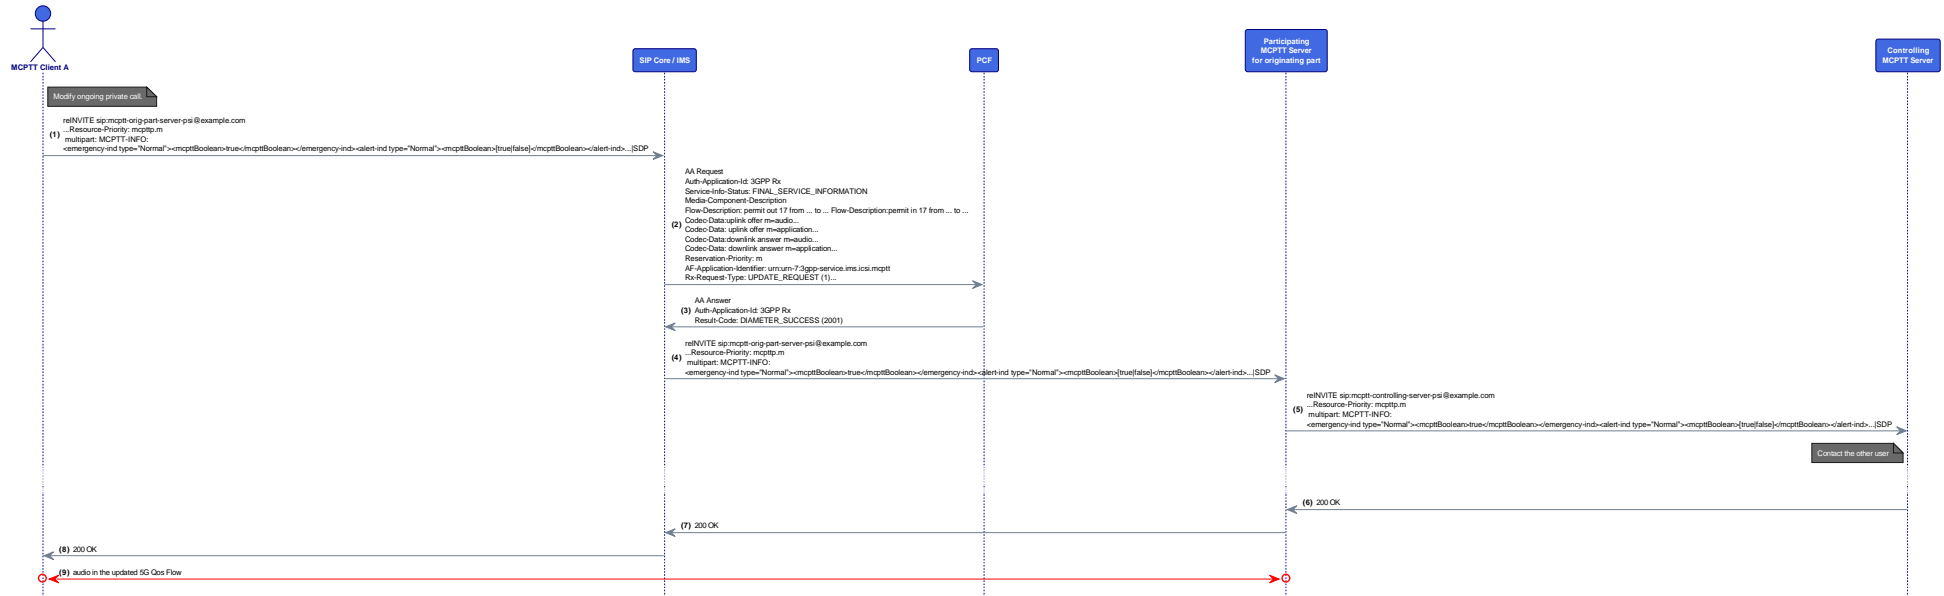 MCPTT Client A
SIP Core / IMS
PCF
Participating
MCPTT Server
for originating part
Controlling
MCPTT Server
Modify ongoing private call.
(1)
reINVITE sip:mcptt-orig-part-server-psi@example.com
...Resource-Priority: mcpttp.m
multipart: MCPTT-INFO:
<emergency-ind type="Normal"><mcpttBoolean>true</mcpttBoolean></emergency-ind><alert-ind type="Normal"><mcpttBoolean>[true|false]</mcpttBoolean></alert-ind>...|SDP
(2)
AA Request
Auth-Application-Id: 3GPP Rx
Service-Info-Status: FINAL_SERVICE_INFORMATION
Media-Component-Description
Flow-Description: permit out 17 from ... to ... Flow-Description:permit in 17 from ... to ...
Codec-Data:uplink offer m=audio...
Codec-Data: uplink offer m=application...
Codec-Data:downlink answer m=audio...
Codec-Data: downlink answer m=application...
Reservation-Priority: m
AF-Application-Identifier: urn:urn-7:3gpp-service.ims.icsi.mcptt
Rx-Request-Type: UPDATE_REQUEST (1)...
(3)
AA Answer
Auth-Application-Id: 3GPP Rx
Result-Code: DIAMETER_SUCCESS (2001)
(4)
reINVITE sip:mcptt-orig-part-server-psi@example.com
...Resource-Priority: mcpttp.m
multipart: MCPTT-INFO:
<emergency-ind type="Normal"><mcpttBoolean>true</mcpttBoolean></emergency-ind><alert-ind type="Normal"><mcpttBoolean>[true|false]</mcpttBoolean></alert-ind>...|SDP
(5)
reINVITE sip:mcptt-controlling-server-psi@example.com
...Resource-Priority: mcpttp.m
multipart: MCPTT-INFO:
<emergency-ind type="Normal"><mcpttBoolean>true</mcpttBoolean></emergency-ind><alert-ind type="Normal"><mcpttBoolean>[true|false]</mcpttBoolean></alert-ind>...|SDP
Contact the other user
(6) 200 OK
(7) 200 OK
(8) 200 OK
(9) audio in the updated 5G Qos Flow